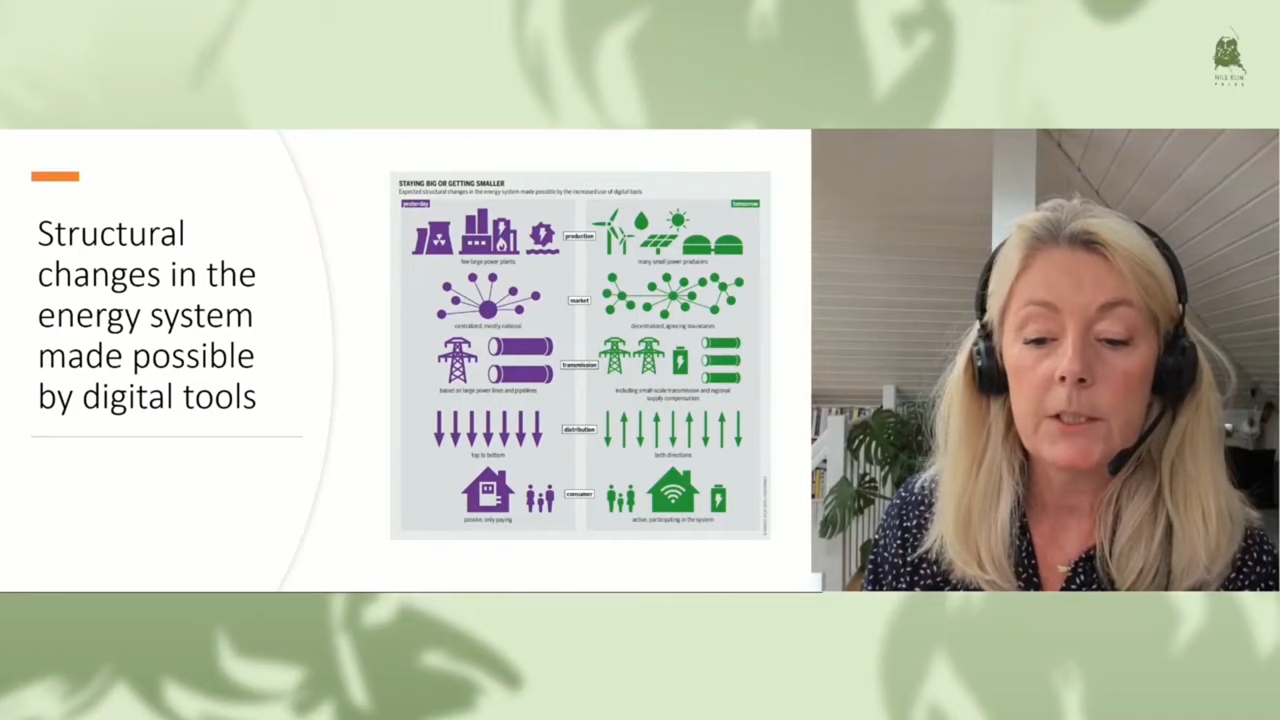 NILS KLIM
PRIZE
Structural
changes in the
energy system
made possible
by digital tools
STAYING BIG OR GETTING SMALLER
Expected structural changes in the energy system made possible by the increased use of digital tools
yesterday
tomorrow
production
few large power plants
many small power producers
market
centralized, mostly national
decentralized, ignoring boundaries
transmission
based on large power lines and pipelines
including small-scale transmission and regional
supply compensation
distribution
top to bottom
both directions
consumer
passive, only paying
active, participating in the system